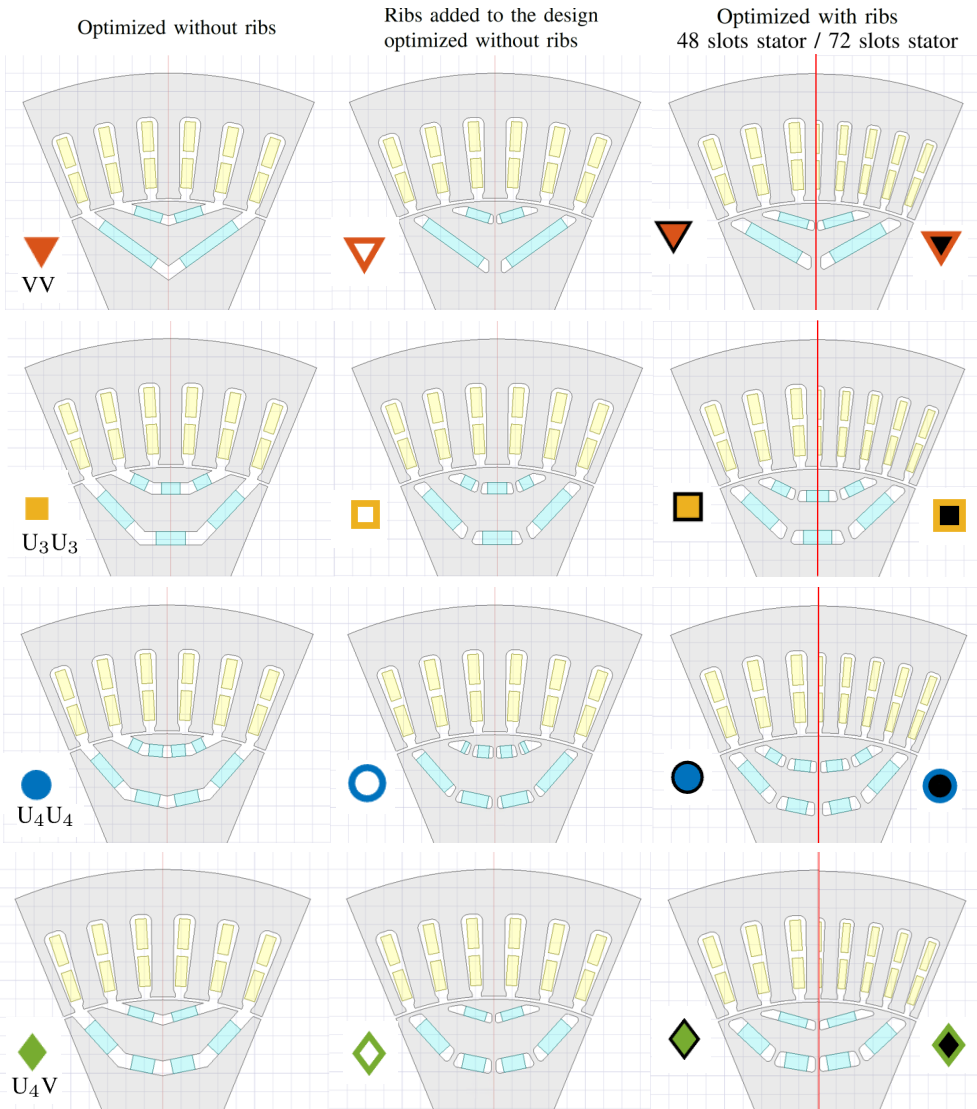 Optimized without ribs
Ribs added to the design
optimized without ribs
Optimized with ribs
48 slots stator / 72 slots stator
VV
U₃U₃
U₄U₄
U₄V